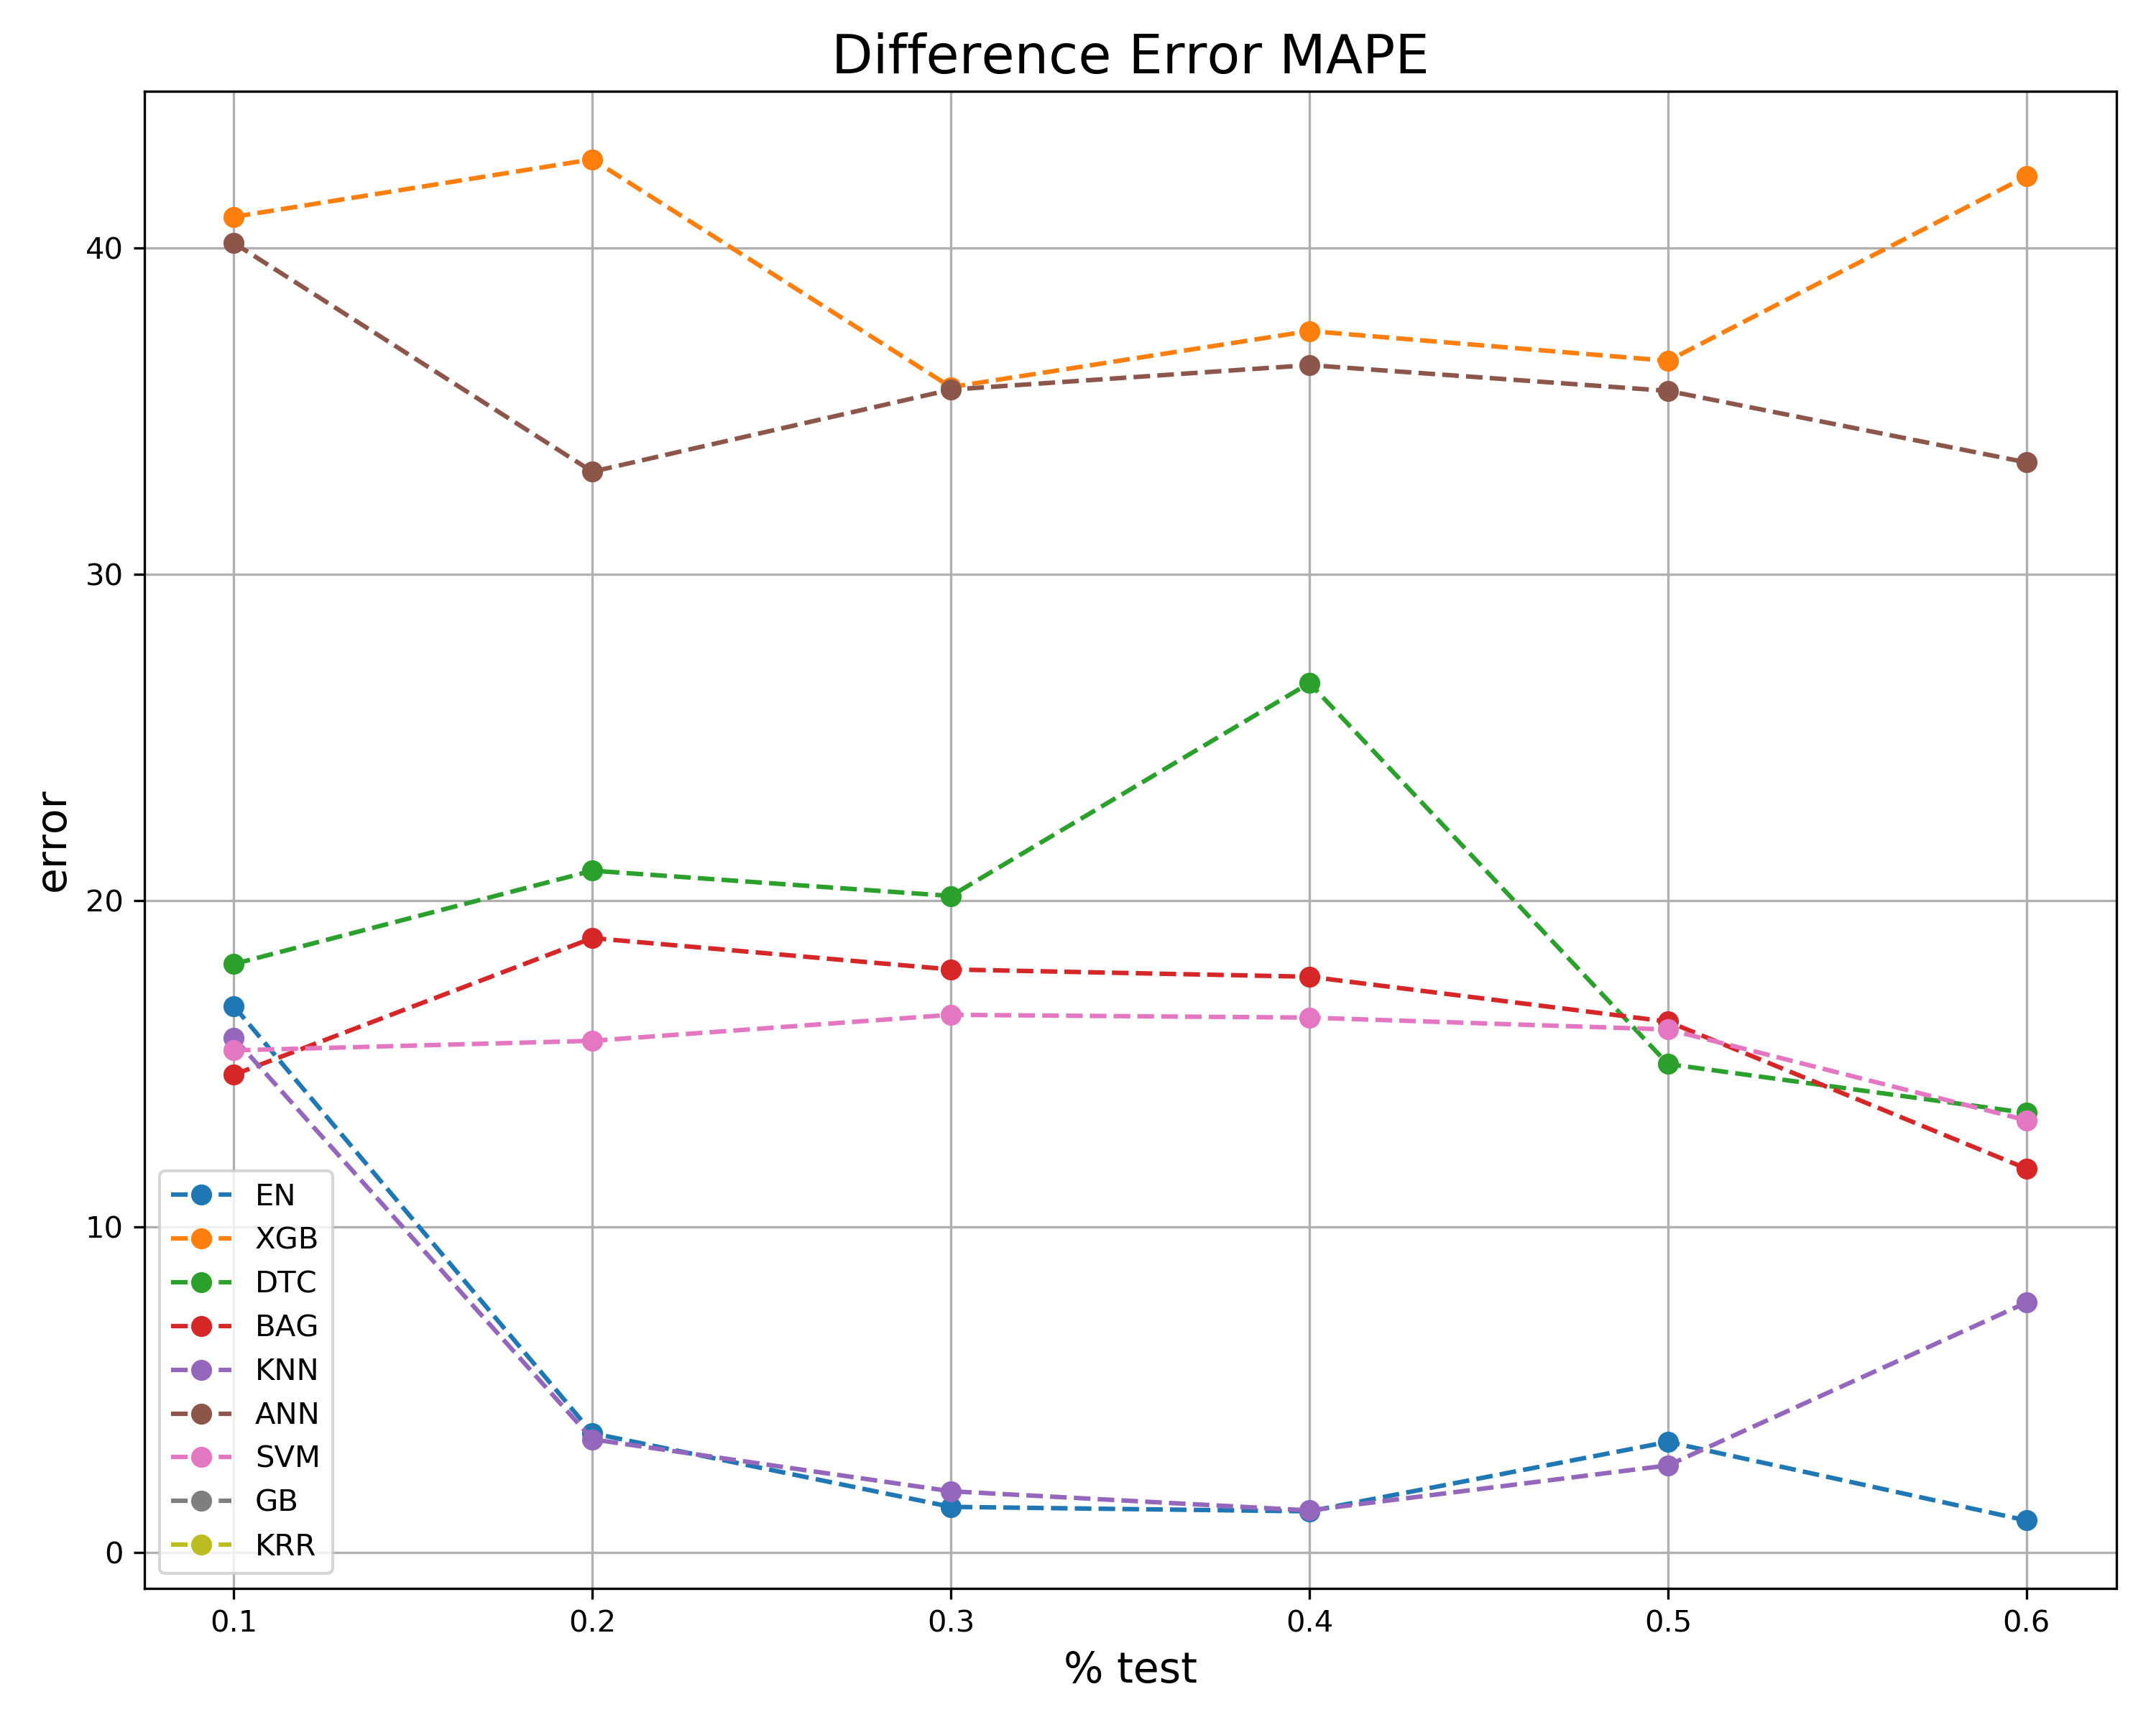 Difference Error MAPE
error
40
30
20
10
0
EN
XGB
DTC
BAG
KNN
ANN
SVM
GB
KRR
0.1 0.2 0.3 0.4 0.5 0.6
% test